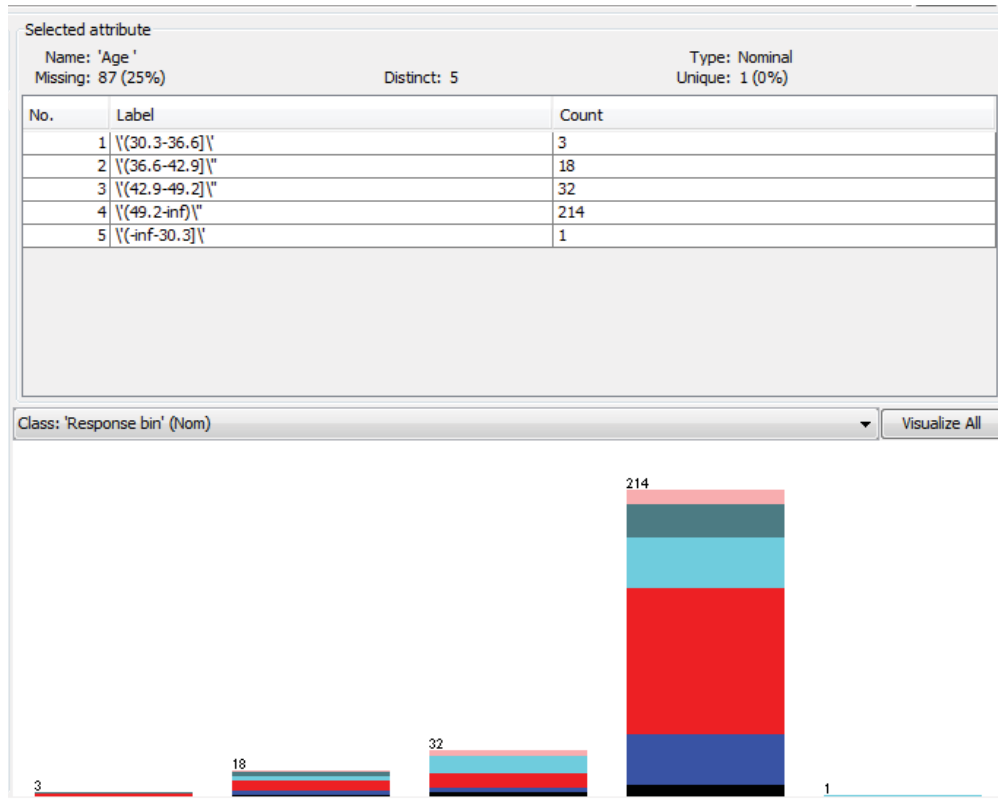 Selected attribute
Name: 'Age ' Type: Nominal
Missing: 87 (25%) Distinct: 5 Unique: 1 (0%)
No. Label Count
1 \'(30.3-36.6]\' 3
2 \'(36.6-42.9]\'' 18
3 \'(42.9-49.2]\'' 32
4 \'(49.2-inf)\'' 214
5 \'(-inf-30.3]\' 1
Class: 'Response bin' (Nom) Visualize All
214
32
18
3
1